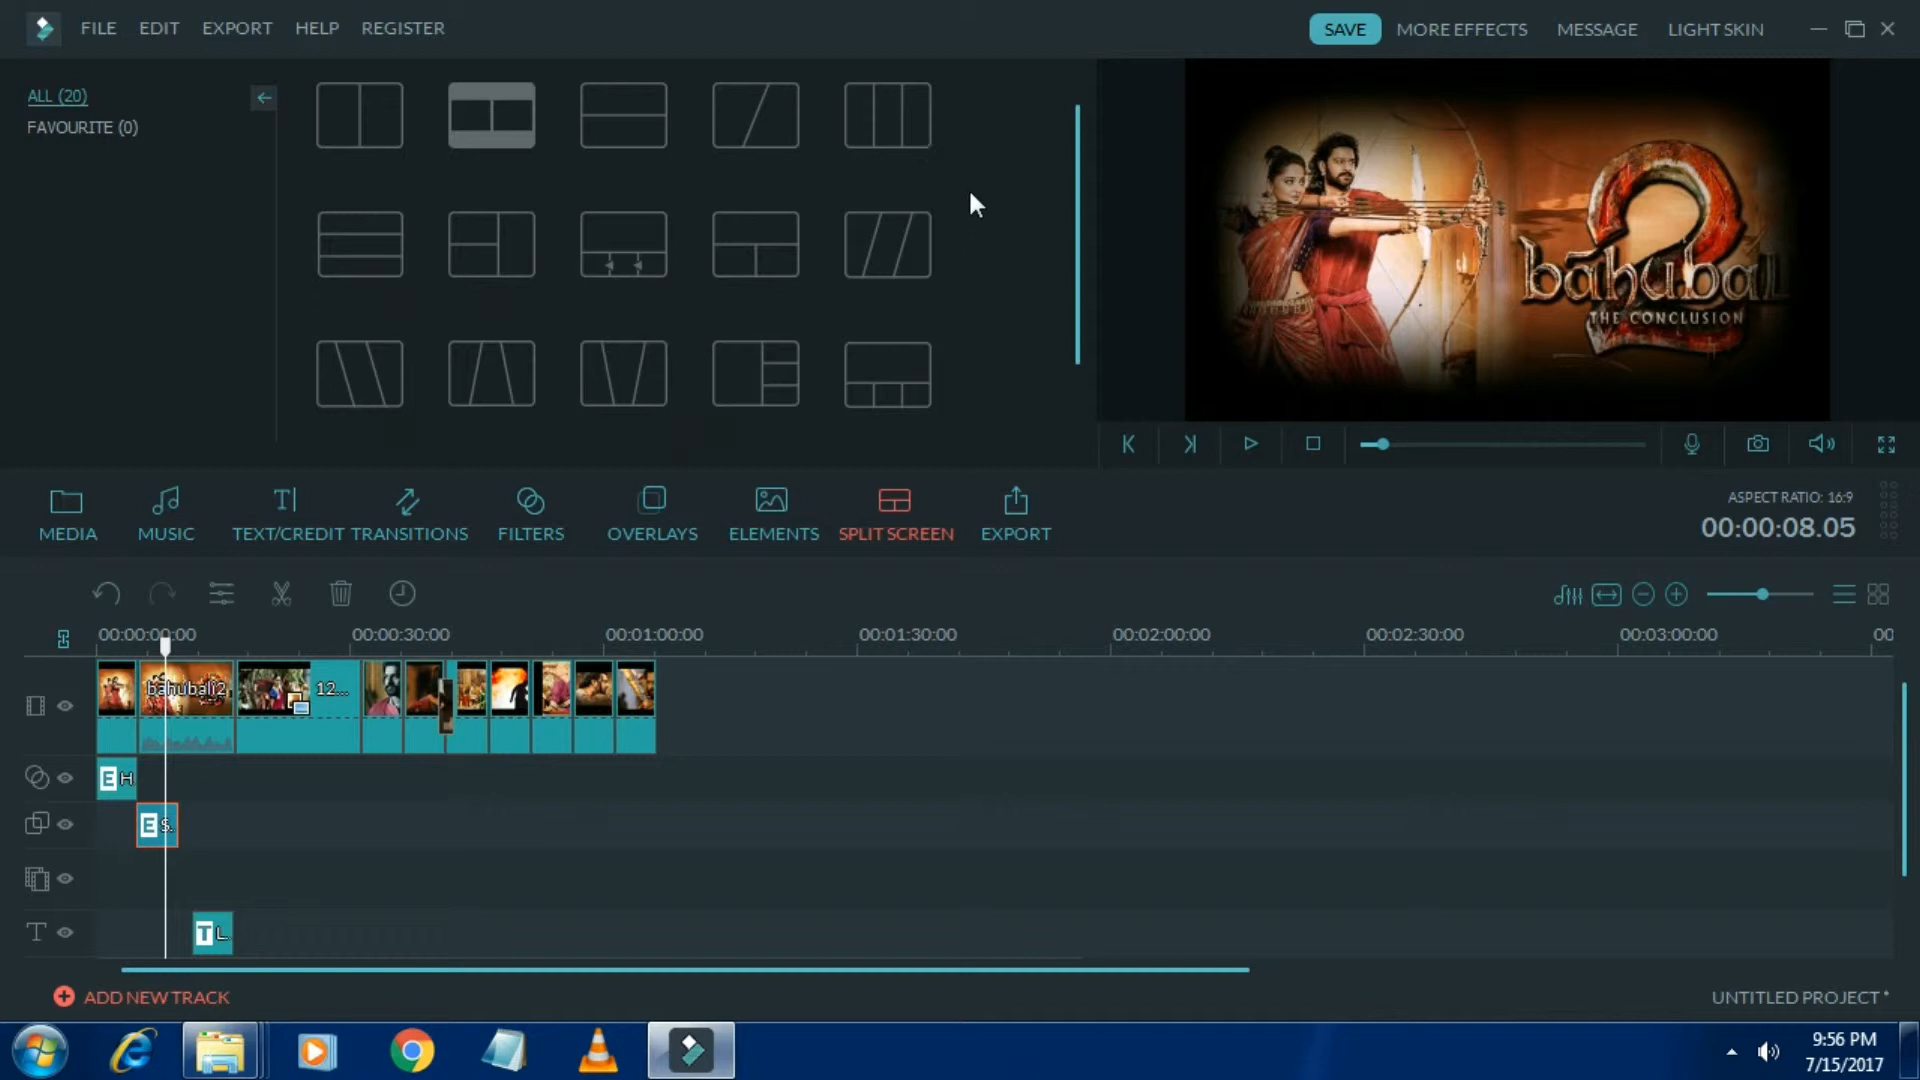 FILE EDIT EXPORT HELP REGISTER SAVE MORE EFFECTS MESSAGE LIGHT SKIN
ALL (20)
FAVOURITE (0)
bāhubaL
THE CONCLUSION
2
MEDIA MUSIC TEXT/CREDIT TRANSITIONS FILTERS OVERLAYS ELEMENTS SPLIT SCREEN EXPORT
ASPECT RATIO: 16:9
00:00:08.05
00:00:00:00 00:00:30:00 00:01:00:00 00:01:30:00 00:02:00:00 00:02:30:00 00:03:00:00 00
bahubali2 12...
E H
E S.
T L
ADD NEW TRACK
UNTITLED PROJECT *
9:56 PM
7/15/2017